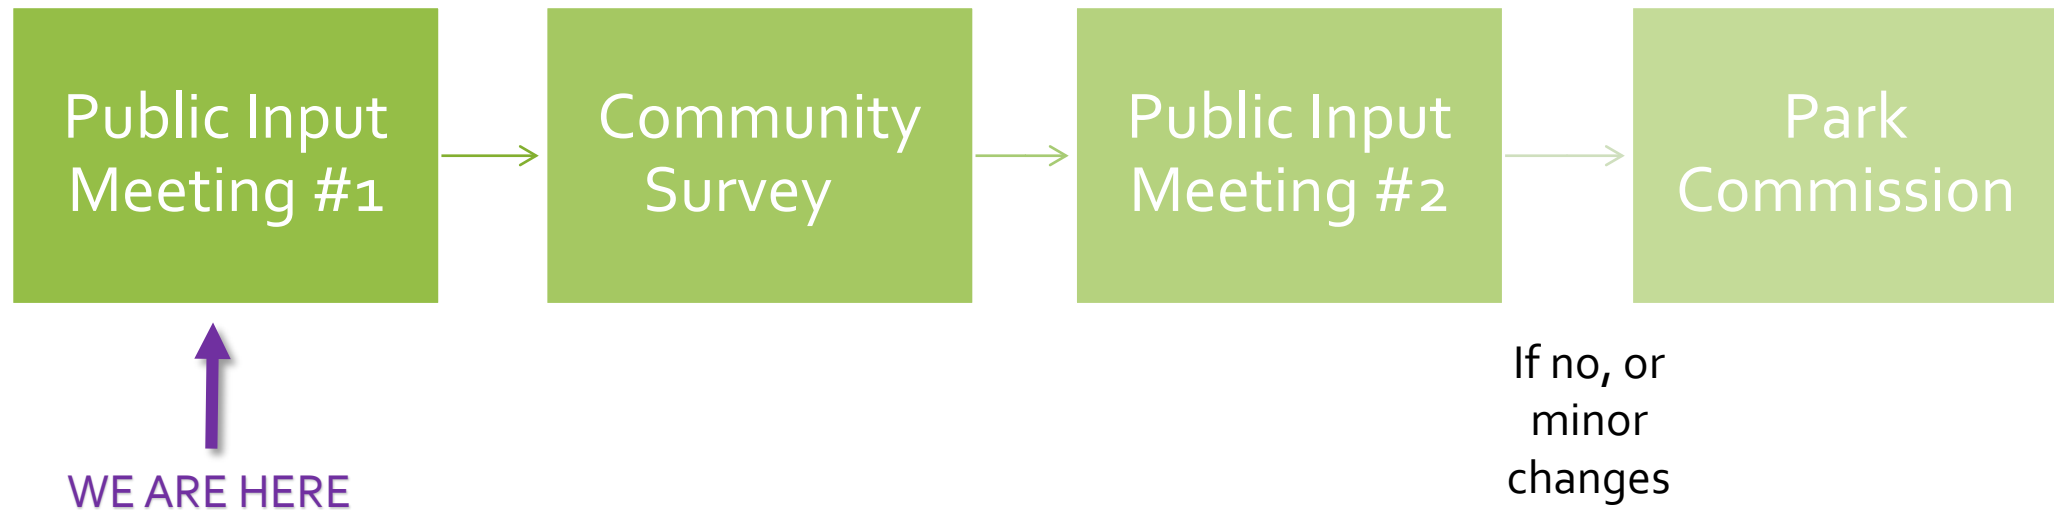 Public Input
Meeting #1
Community
Survey
Public Input
Meeting #2
Park
Commission
If no, or
minor
changes
WE ARE HERE